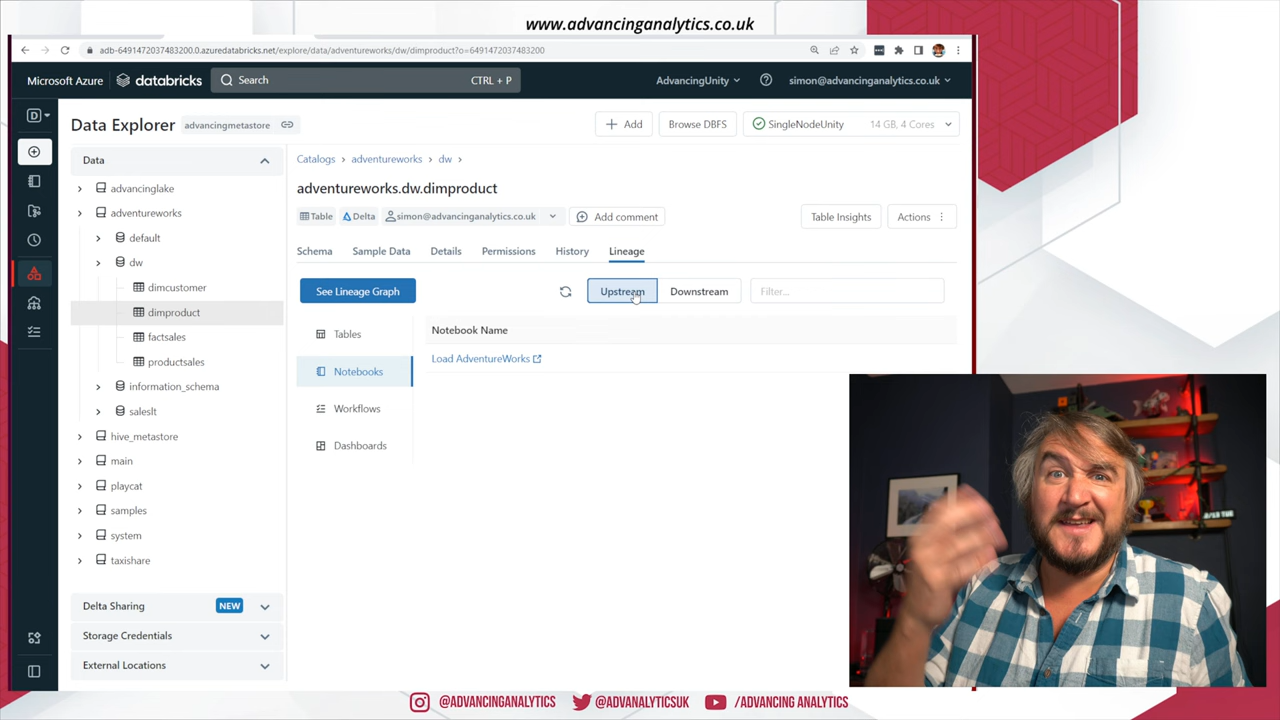 www.advancinganalytics.co.uk
adb-6491472037483200.0.azuredatabricks.net/explore/data/adventureworks/dw/dimproduct?o=6491472037483200
Microsoft Azure databricks Search CTRL + P AdvancingUnity simon@advancinganalytics.co.uk
D
Data Explorer advancingmetastore Add Browse DBFS SingleNodeUnity 14 GB, 4 Cores
Data
advancinglake
adventureworks
default
dw
dimcustomer
dimproduct
factsales
productsales
information_schema
saleslt
hive_metastore
main
playcat
samples
system
taxishare
Delta Sharing NEW
Storage Credentials
External Locations
Catalogs > adventureworks > dw >
adventureworks.dw.dimproduct
Table Delta simon@advancinganalytics.co.uk Add comment Table Insights Actions
Schema Sample Data Details Permissions History Lineage
See Lineage Graph Upstream Downstream Filter...
Tables
Notebooks
Workflows
Dashboards
Notebook Name
Load AdventureWorks
@ADVANCINGANALYTICS @ADVANALYTICSUK /ADVANCING ANALYTICS